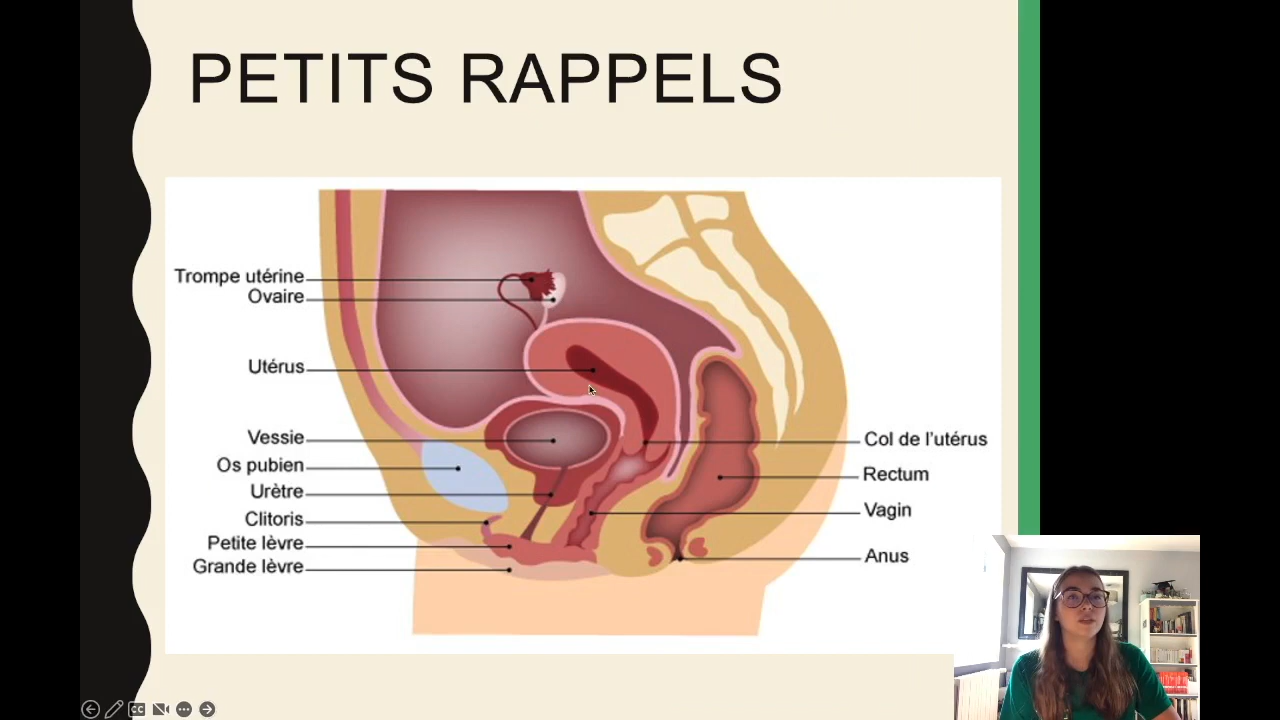 PETITS RAPPELS
Trompe utérine
Ovaire
Utérus
Vessie
Os pubien
Urètre
Clitoris
Petite lèvre
Grande lèvre
Col de l'utérus
Rectum
Vagin
Anus
CC